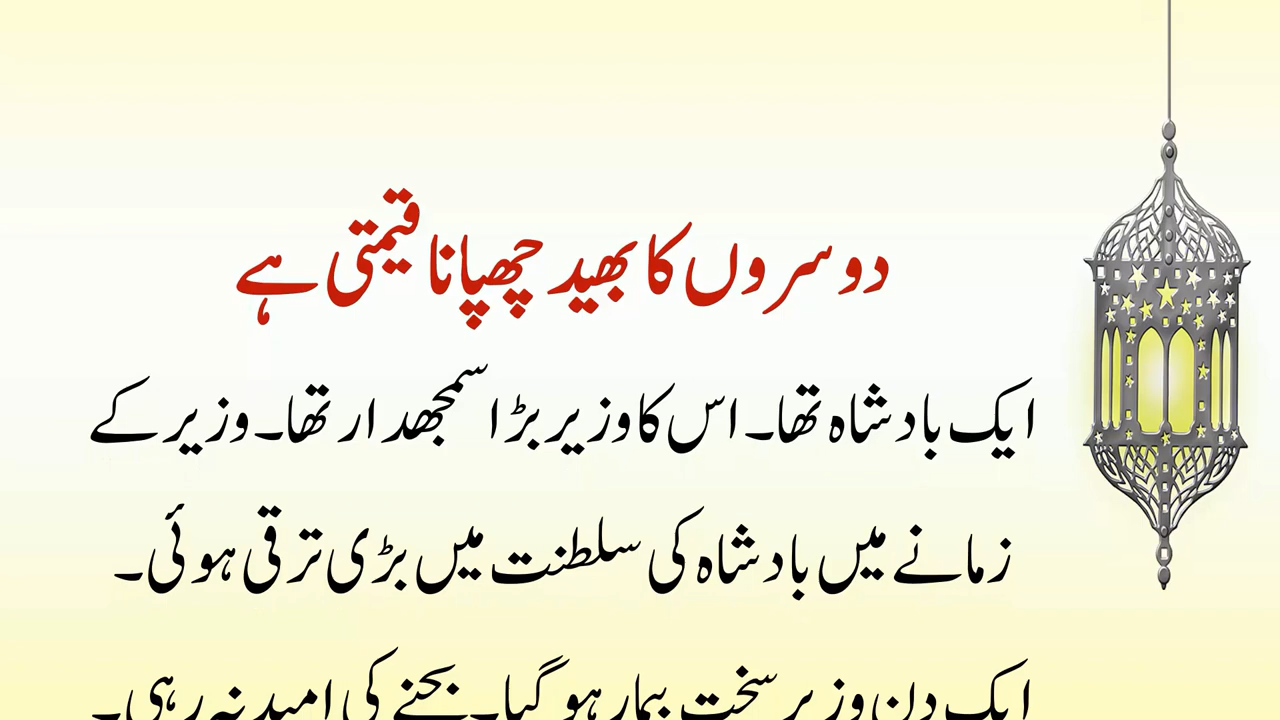 دوسروں کا بھید چھپانا قیمتی ہے
ایک بادشاہ تھا۔ اس کا وزیر بڑا سمجھدار تھا۔ وزیر کے
زمانے میں بادشاہ کی سلطنت میں بڑی ترقی ہوئی۔
ایک دن وزیر سخت بیمار ہو گیا۔ بچنے کی امید نہ رہی۔